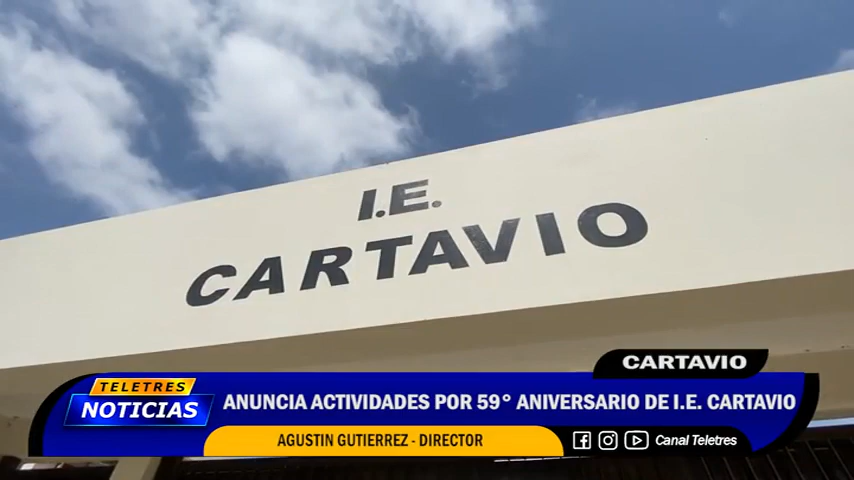 I.E.
CARTAVIO
CARTAVIO
TELETRES
NOTICIAS
ANUNCIA ACTIVIDADES POR 59° ANIVERSARIO DE I.E. CARTAVIO
AGUSTIN GUTIERREZ - DIRECTOR
Canal Teletres